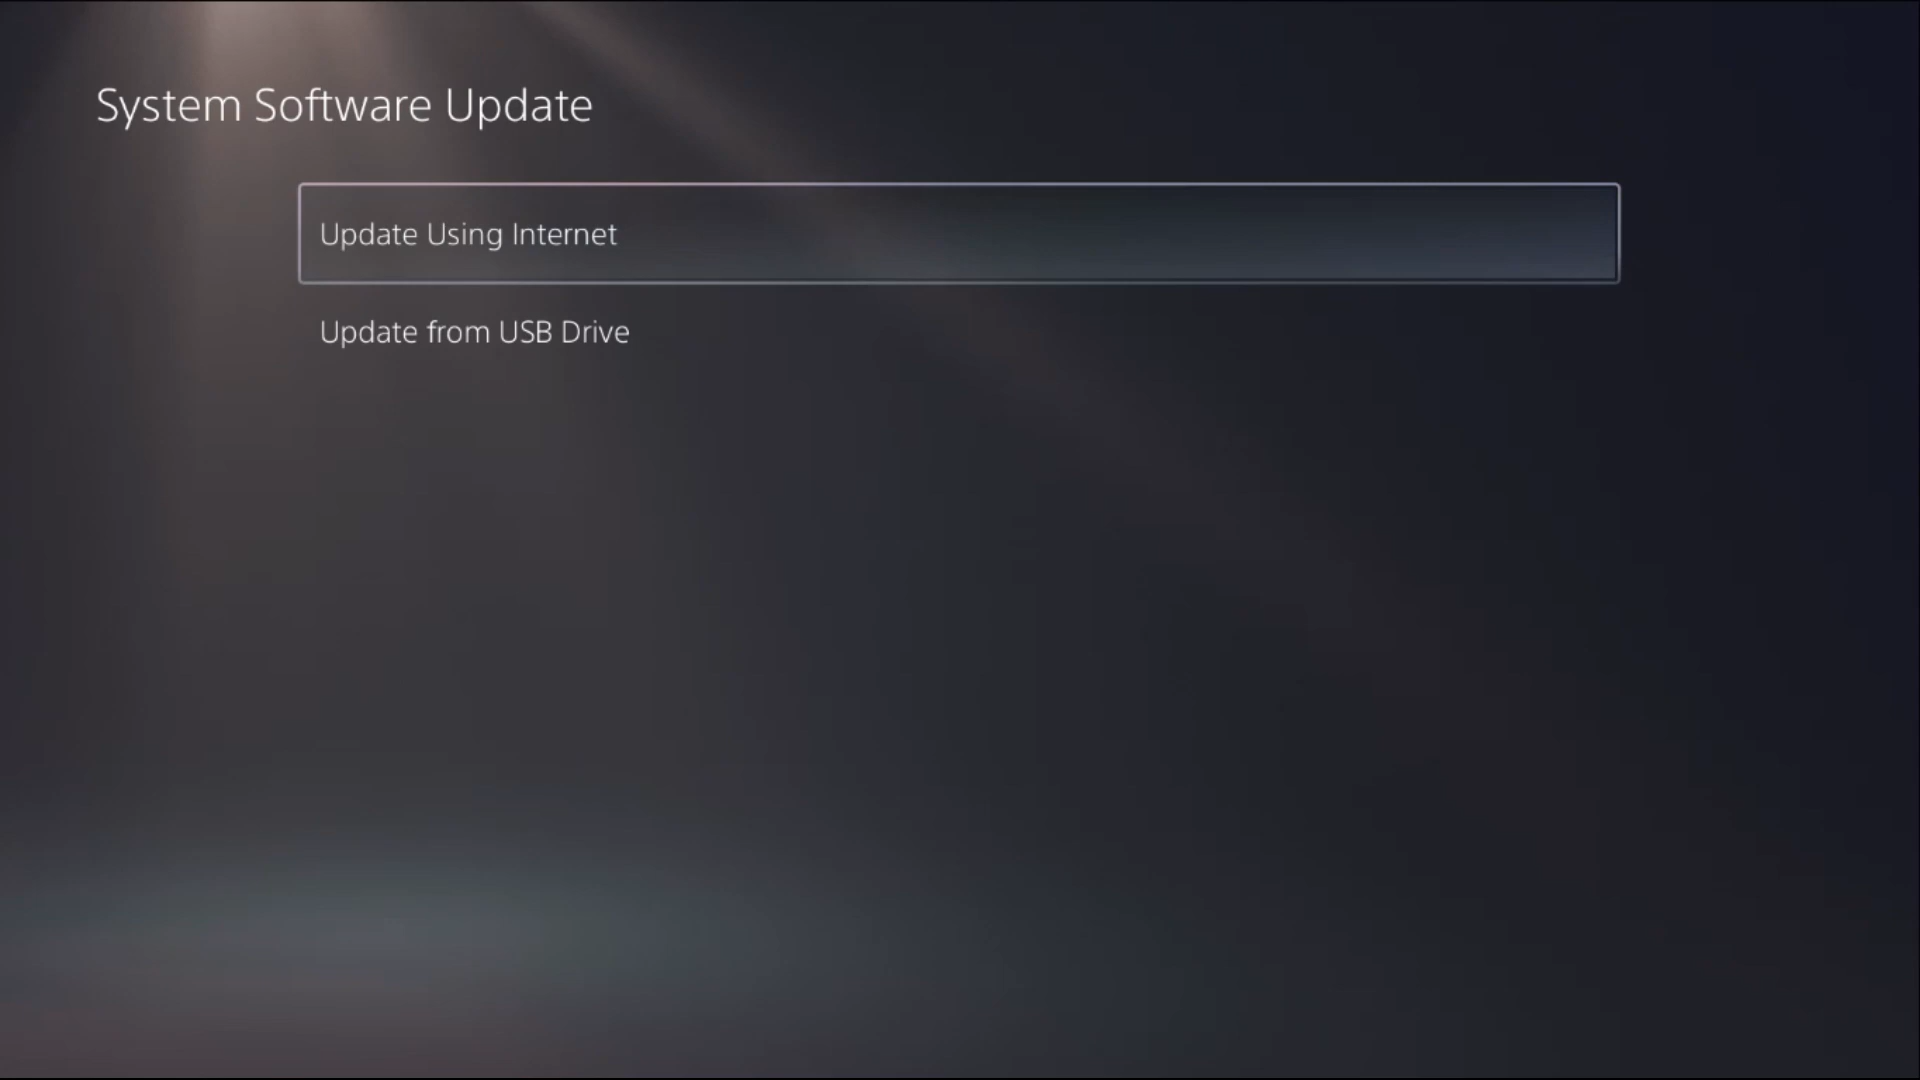 System Software Update
Update Using Internet
Update from USB Drive